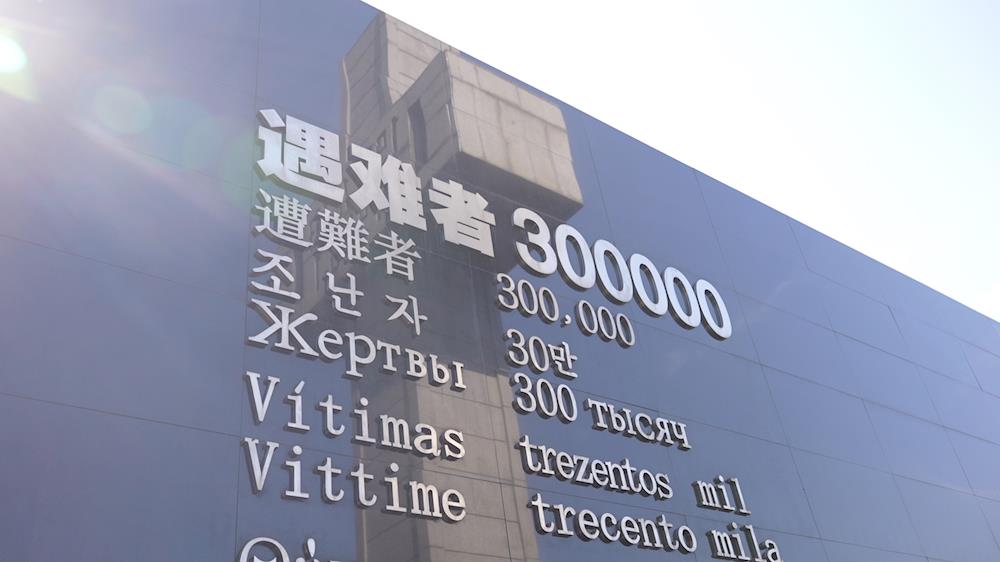 遇难者 300000
遭難者 300,000
조난자 30만
Жертвы 300 тысяч
Vítimas trezentos mil
Vittime trecento mila